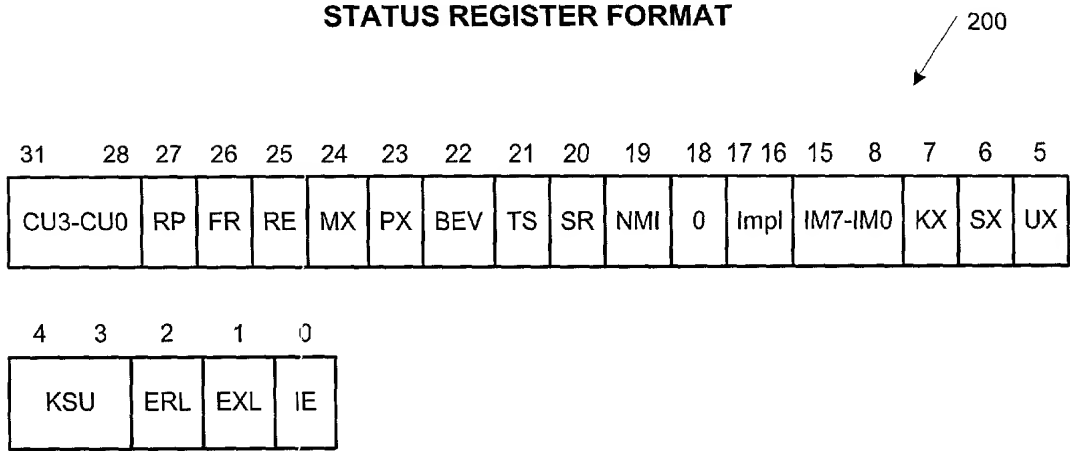 STATUS REGISTER FORMAT
200
31 28 27 26 25 24 23 22 21 20 19 18 17 16 15 8 7 6 5
CU3-CU0 RP FR RE MX PX BEV TS SR NMI 0 Impl IM7-IM0 KX SX UX
4 3 2 1 0
KSU ERL EXL IE